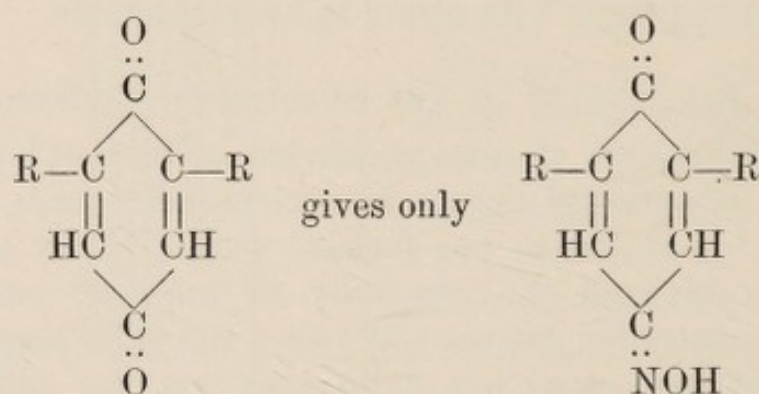 O O
C C
R—C C—R R—C C—R
gives only
HC CH HC CH
C C
O NOH